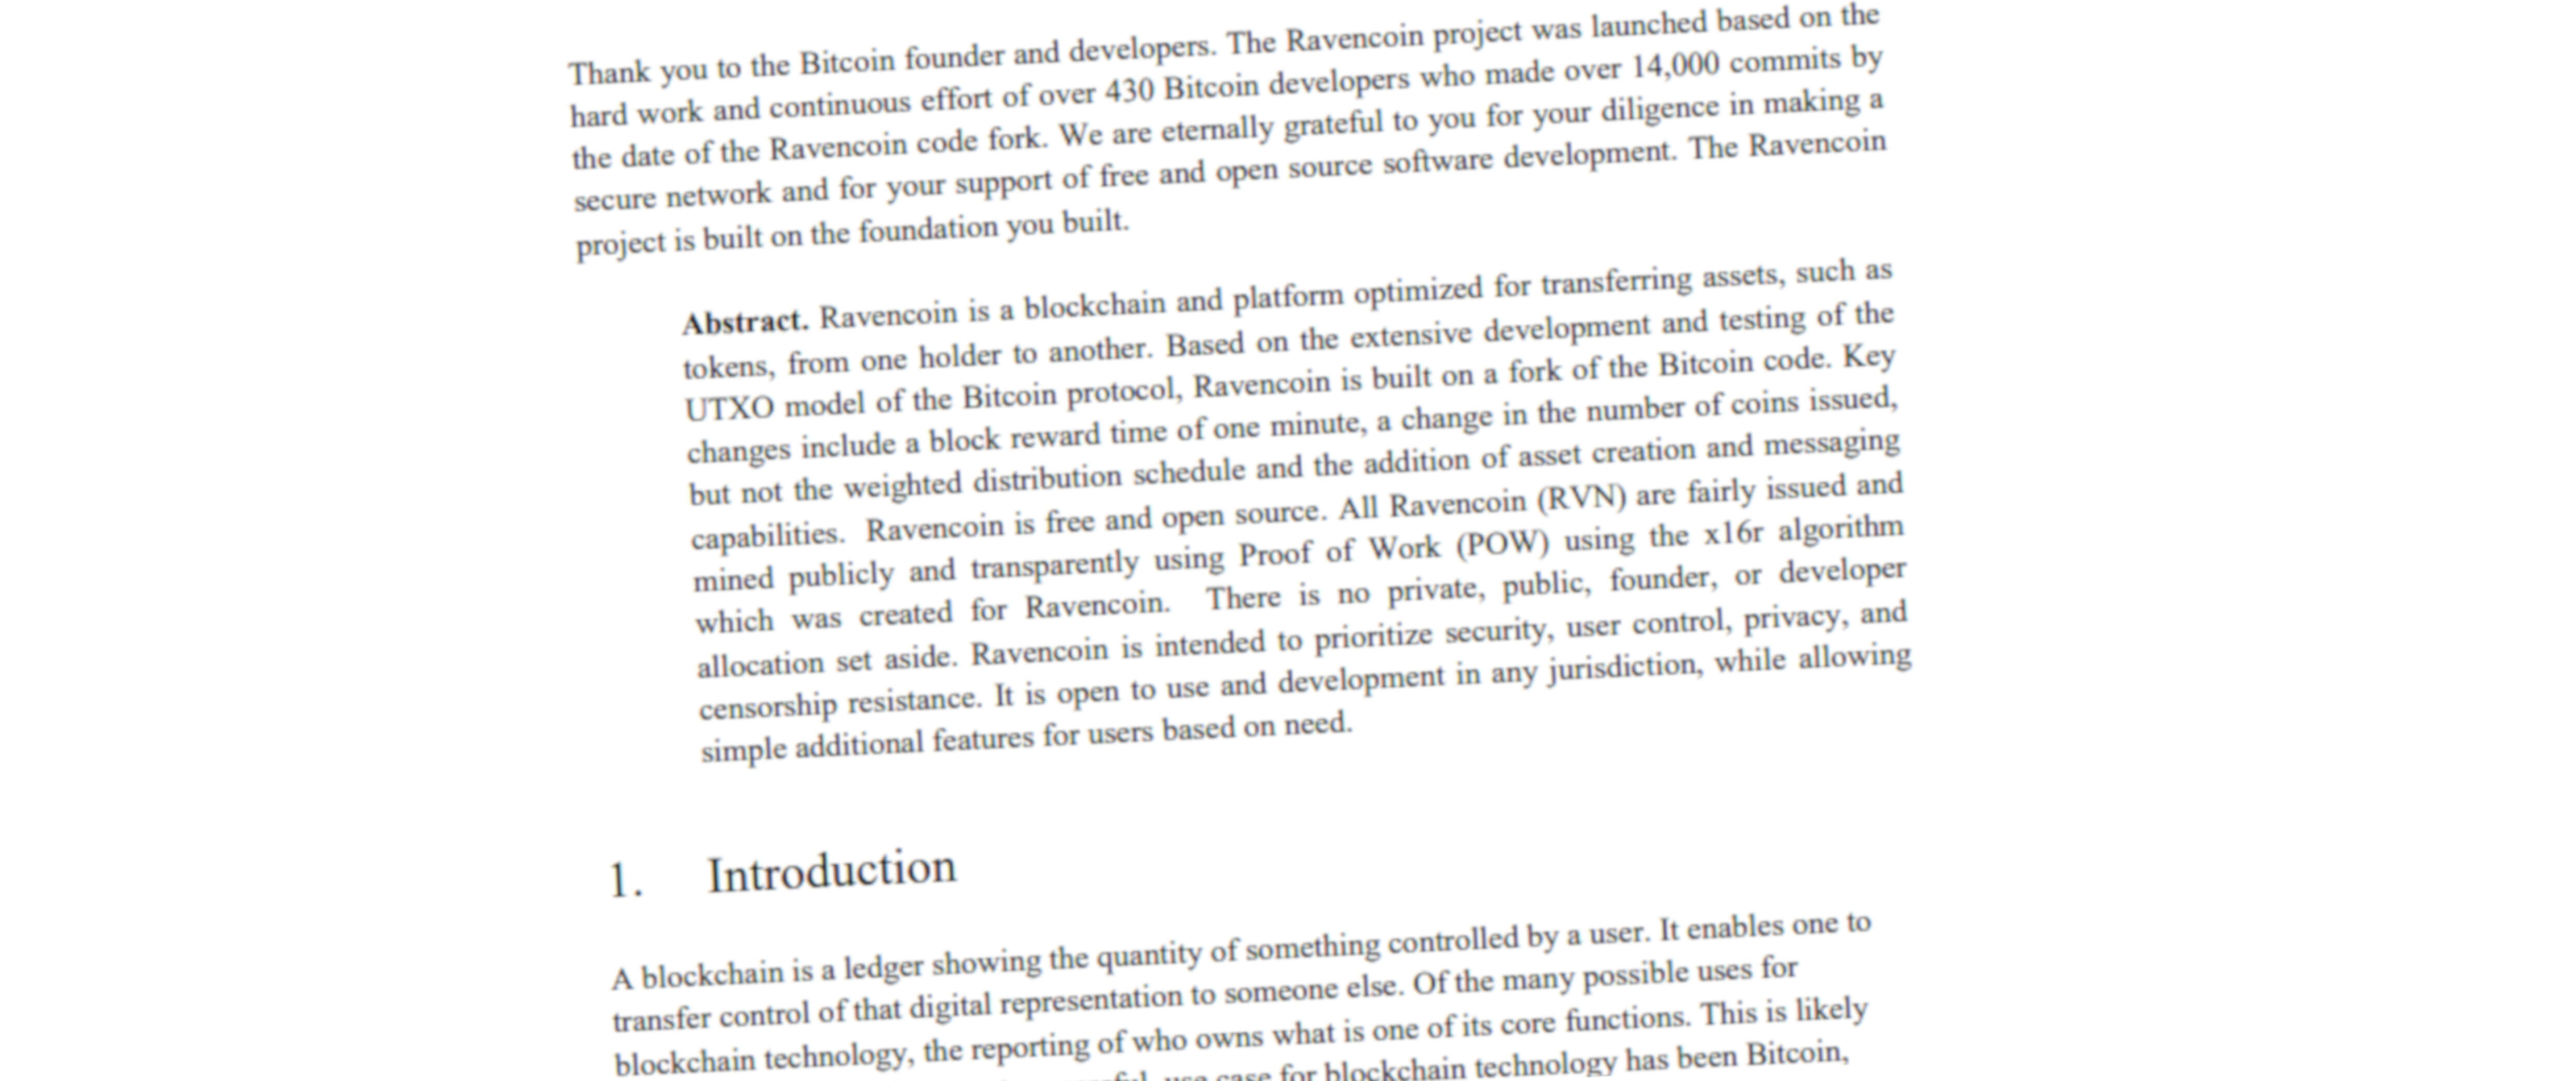 Thank you to the Bitcoin founder and developers. The Ravencoin project was launched based on the
hard work and continuous effort of over 430 Bitcoin developers who made over 14,000 commits by
the date of the Ravencoin code fork. We are eternally grateful to you for your diligence in making a
secure network and for your support of free and open source software development. The Ravencoin
project is built on the foundation you built.
Abstract. Ravencoin is a blockchain and platform optimized for transferring assets, such as
tokens, from one holder to another. Based on the extensive development and testing of the
UTXO model of the Bitcoin protocol, Ravencoin is built on a fork of the Bitcoin code. Key
changes include a block reward time of one minute, a change in the number of coins issued,
but not the weighted distribution schedule and the addition of asset creation and messaging
capabilities. Ravencoin is free and open source. All Ravencoin (RVN) are fairly issued and
mined publicly and transparently using Proof of Work (POW) using the x16r algorithm
which was created for Ravencoin. There is no private, public, founder, or developer
allocation set aside. Ravencoin is intended to prioritize security, user control, privacy, and
censorship resistance. It is open to use and development in any jurisdiction, while allowing
simple additional features for users based on need.
1. Introduction
A blockchain is a ledger showing the quantity of something controlled by a user. It enables one to
transfer control of that digital representation to someone else. Of the many possible uses for
blockchain technology, the reporting of who owns what is one of its core functions. This is likely
use case for blockchain technology has been Bitcoin,